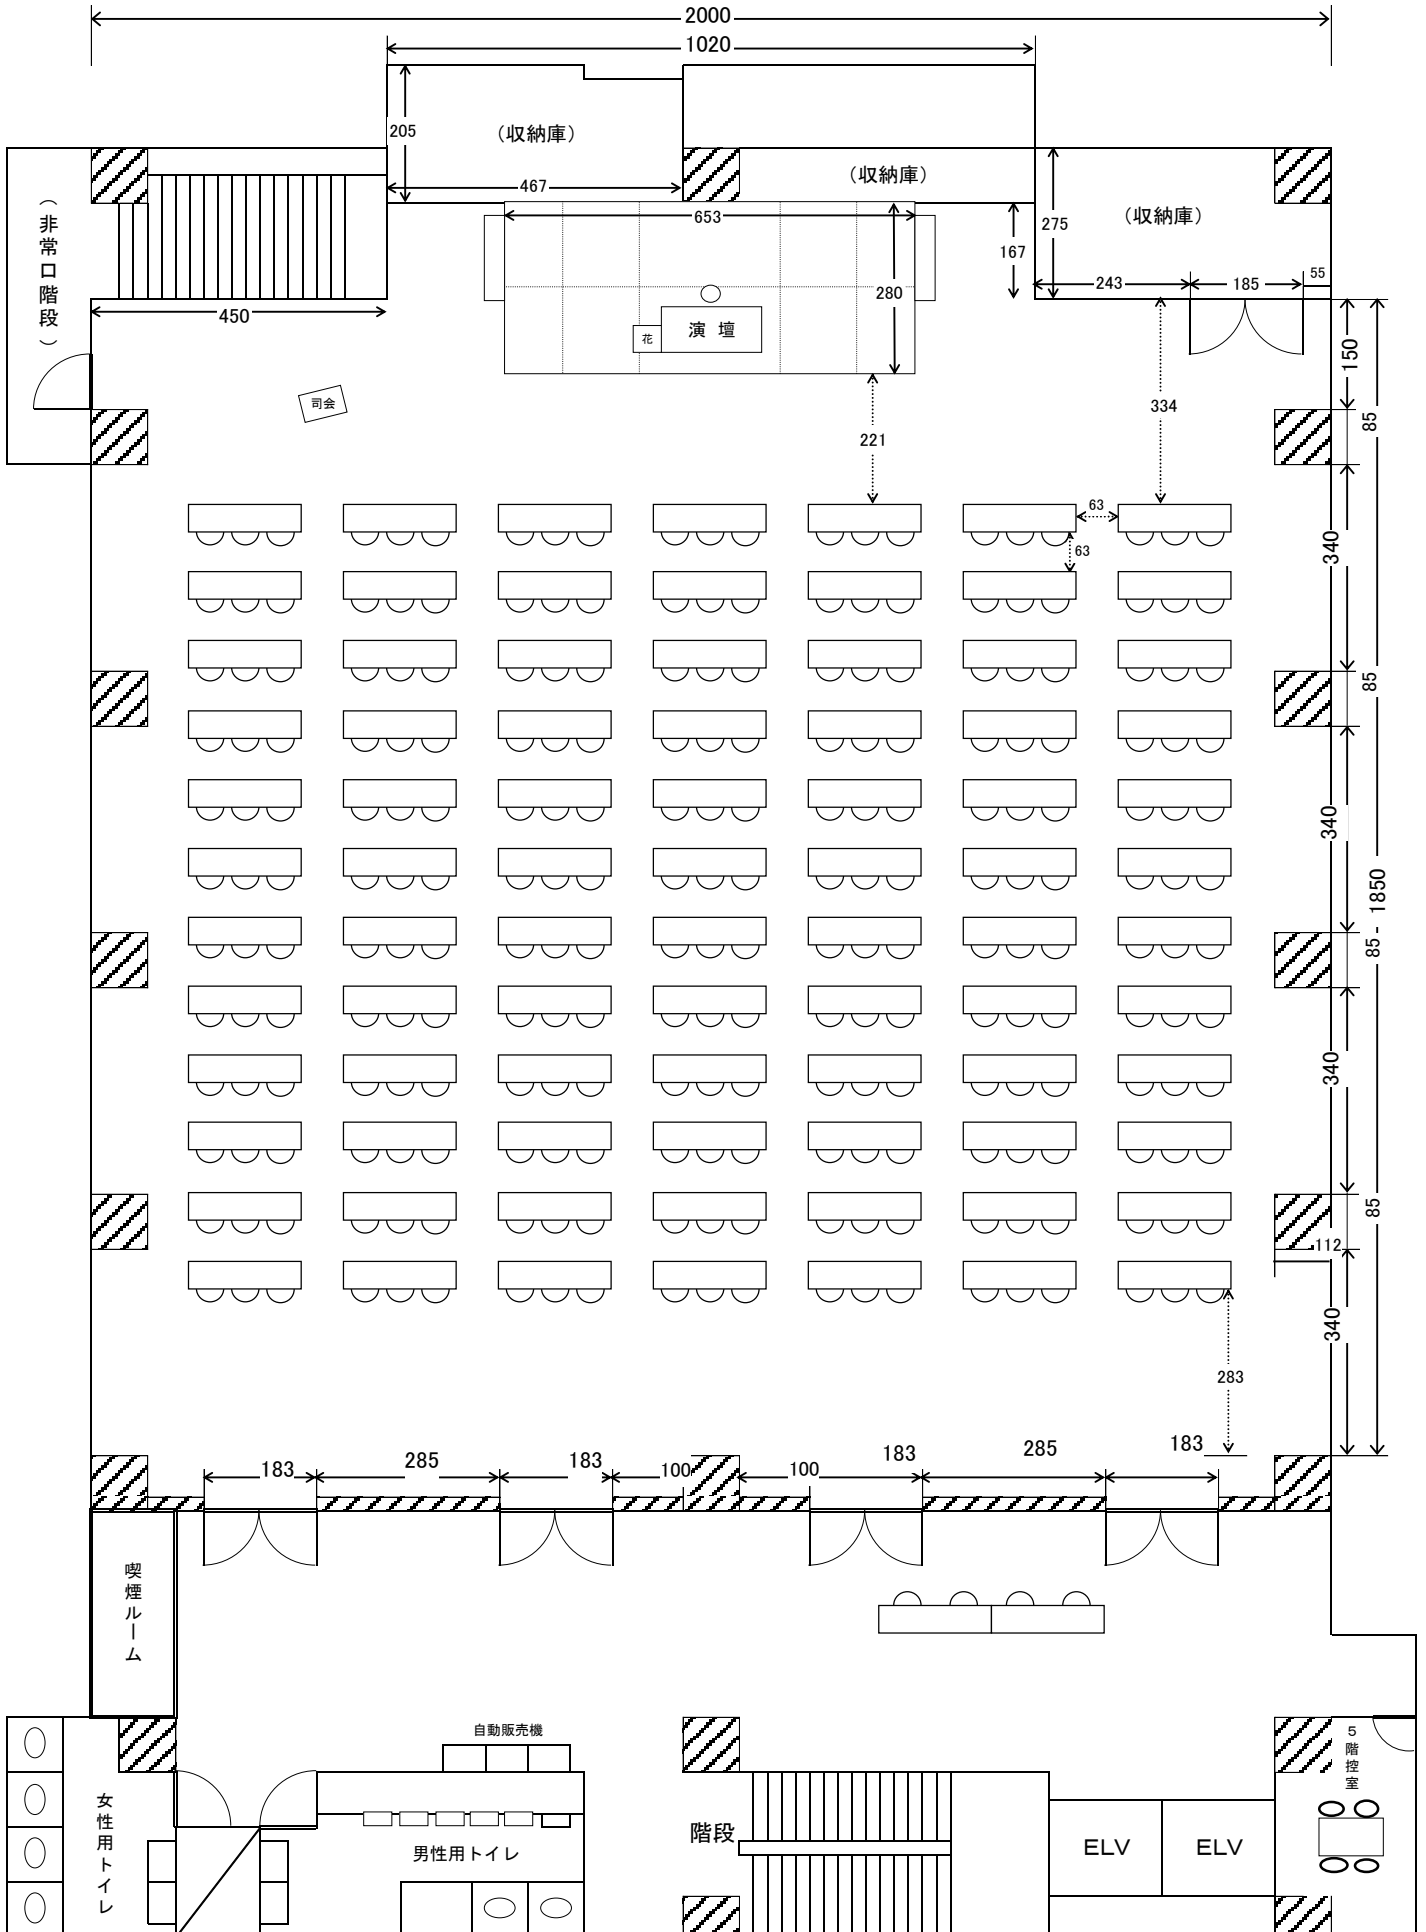 2000
1020
205
（収納庫）
467
（収納庫）
（収納庫）
653
275
167
280
243
185
55
（非常口階段）
450
演 壇
花
司会
150
334
221
85
63
63
340
85
340
1850
85
340
85
112
340
283
183
285
183
100
100
183
285
183
喫煙ルーム
自動販売機
5階控室
女性用トイレ
男性用トイレ
階段
ELV
ELV